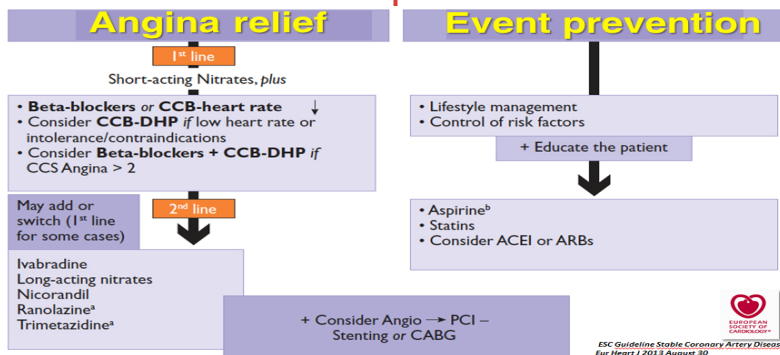 Angina relief
1st line
Short-acting Nitrates, plus
• Beta-blockers or CCB-heart rate ↓
• Consider CCB-DHP if low heart rate or
intolerance/contraindications
• Consider Beta-blockers + CCB-DHP if
CCS Angina > 2
May add or
switch (1st line
for some cases)
2nd line
Ivabradine
Long-acting nitrates
Nicorandil
Ranolazineª
Trimetazidineª
+ Consider Angio → PCI –
Stenting or CABG
Event prevention
• Lifestyle management
• Control of risk factors
+ Educate the patient
• Aspirineᵇ
• Statins
• Consider ACEI or ARBs
EUROPEAN
SOCIETY OF
CARDIOLOGY®
ESC Guideline Stable Coronary Artery Diseas
Eur Heart J 2013 August 30